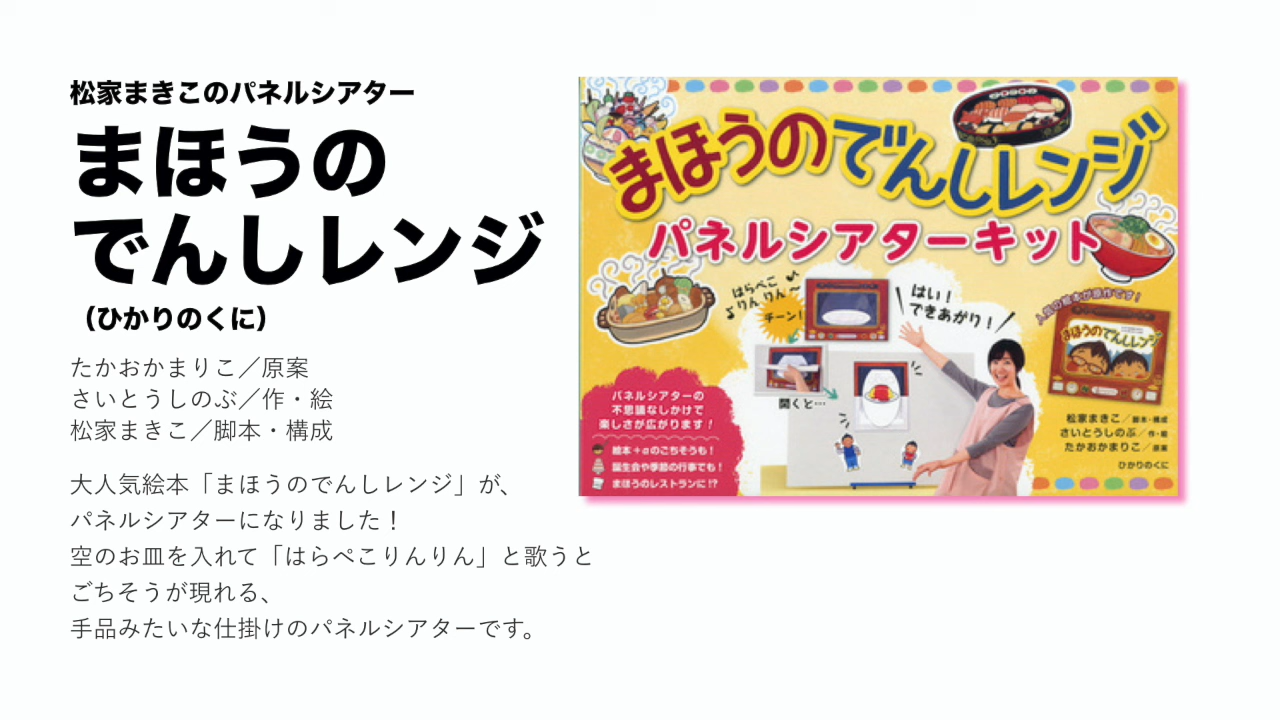 松家まきこのパネルシアター
まほうの
でんしレンジ
（ひかりのくに）
たかおかまりこ／原案
さいとうしのぶ／作・絵
松家まきこ／脚本・構成
大人気絵本「まほうのでんしレンジ」が、
パネルシアターになりました！
空のお皿を入れて「はらぺこりんりん」と歌うと
ごちそうが現れる、
手品みたいな仕掛けのパネルシアターです。
まほうのでんしレンジ
パネルシアターキット
はらぺこ
りんりん〜
チーン！
はい！
できあがり！
開くと…
人気の絵本が原作です！
まほうのでんしレンジ
パネルシアターの
不思議なしかけで
楽しさが広がります！
絵本+αのごちそうも！
誕生会や季節の行事でも！
まほうのレストランに!?
松家まきこ／脚本・構成
さいとうしのぶ／作・絵
たかおかまりこ／原案
ひかりのくに